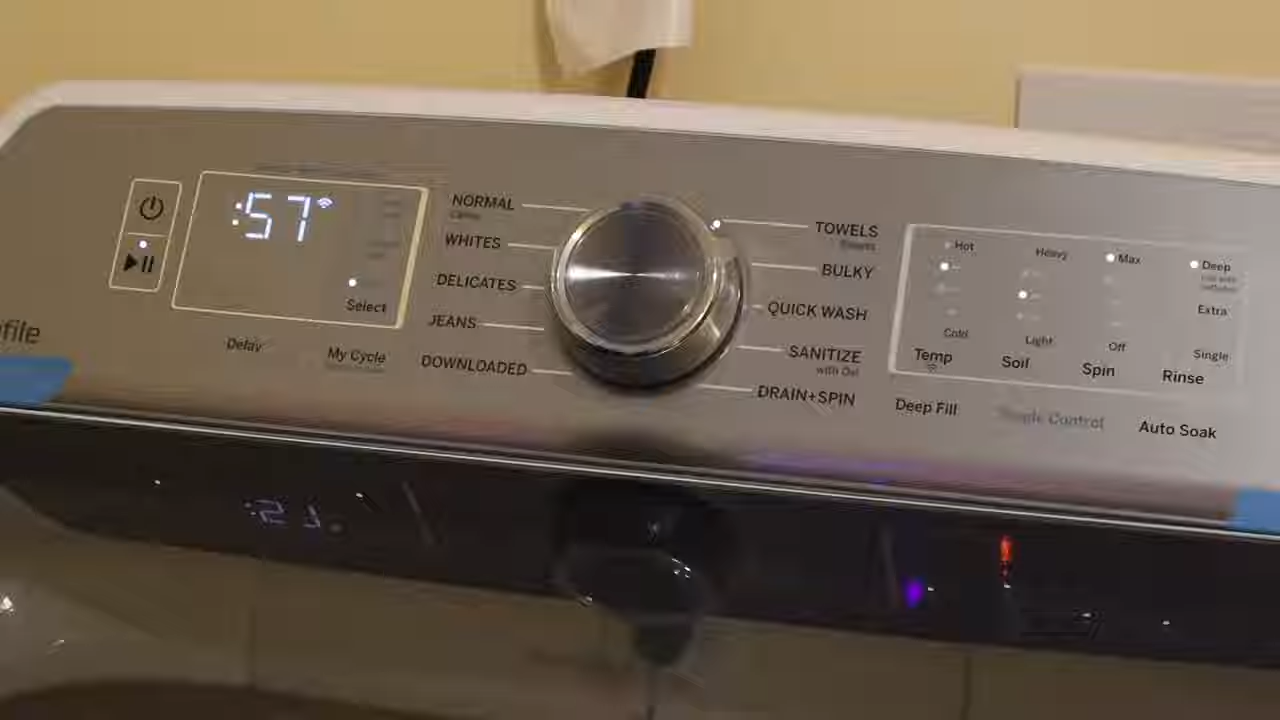 :57
NORMAL
WHITES
DELICATES
JEANS
DOWNLOADED
TOWELS
BULKY
QUICK WASH
SANITIZE
with Oxi
DRAIN+SPIN
Select
Delay
My Cycle
Hot
Heavy
Max
Deep
Extra
Cold
Light
Off
Single
Temp
Soil
Spin
Rinse
Deep Fill
Auto Soak